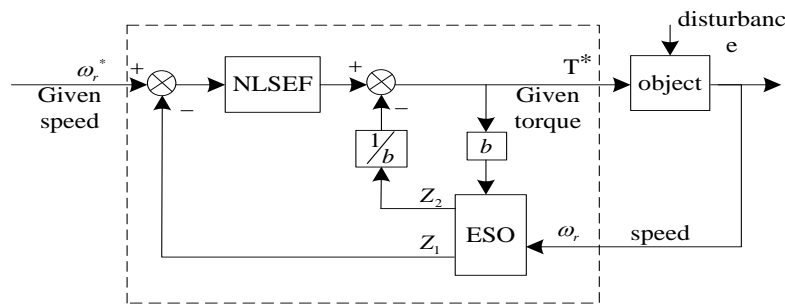 disturbanc
e
ω_r^*
+
NLSEF
+
T*
object
Given
speed
−
−
Given
torque
1/b
b
Z_2
ESO
ω_r
speed
Z_1